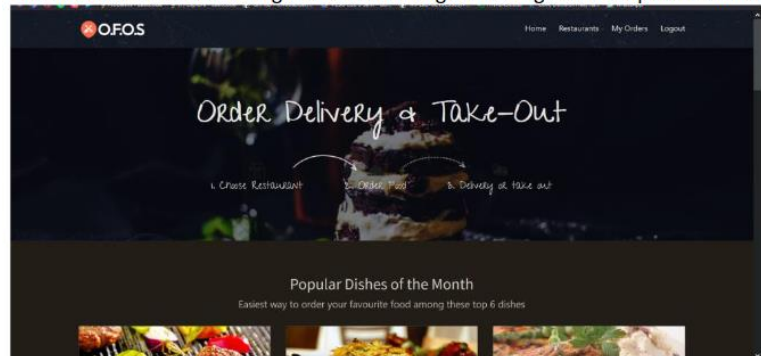 O.F.O.S
Home Restaurants My Orders Logout
Order Delivery & Take-Out
1. Choose Restaurant 2. Order Food 3. Delivery or take out
Popular Dishes of the Month
Easiest way to order your favourite food among these top 6 dishes